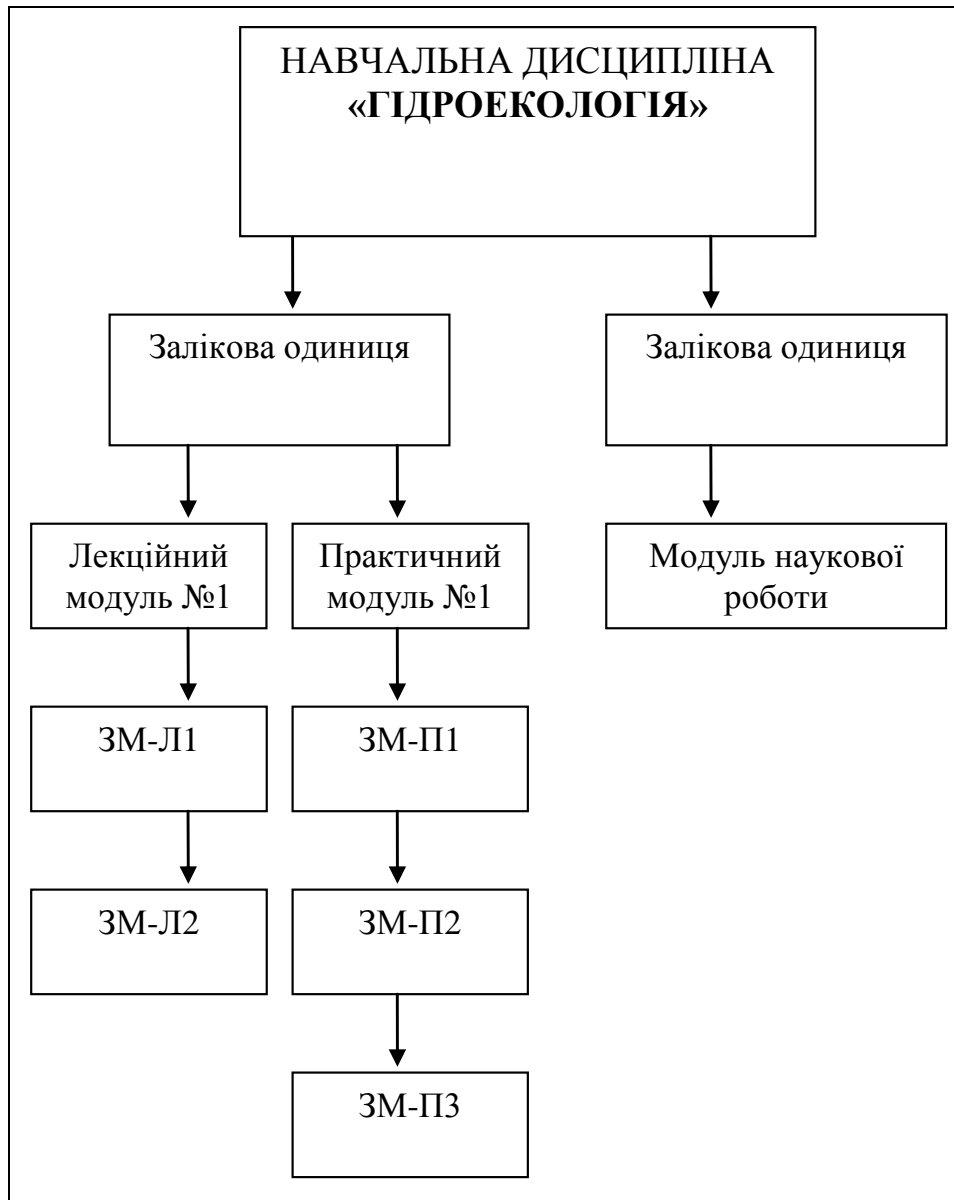 НАВЧАЛЬНА ДИСЦИПЛІНА
«ГІДРОЕКОЛОГІЯ»
Залікова одиниця
Залікова одиниця
Лекційний
модуль №1
Практичний
модуль №1
Модуль наукової
роботи
ЗМ-Л1
ЗМ-П1
ЗМ-Л2
ЗМ-П2
ЗМ-П3